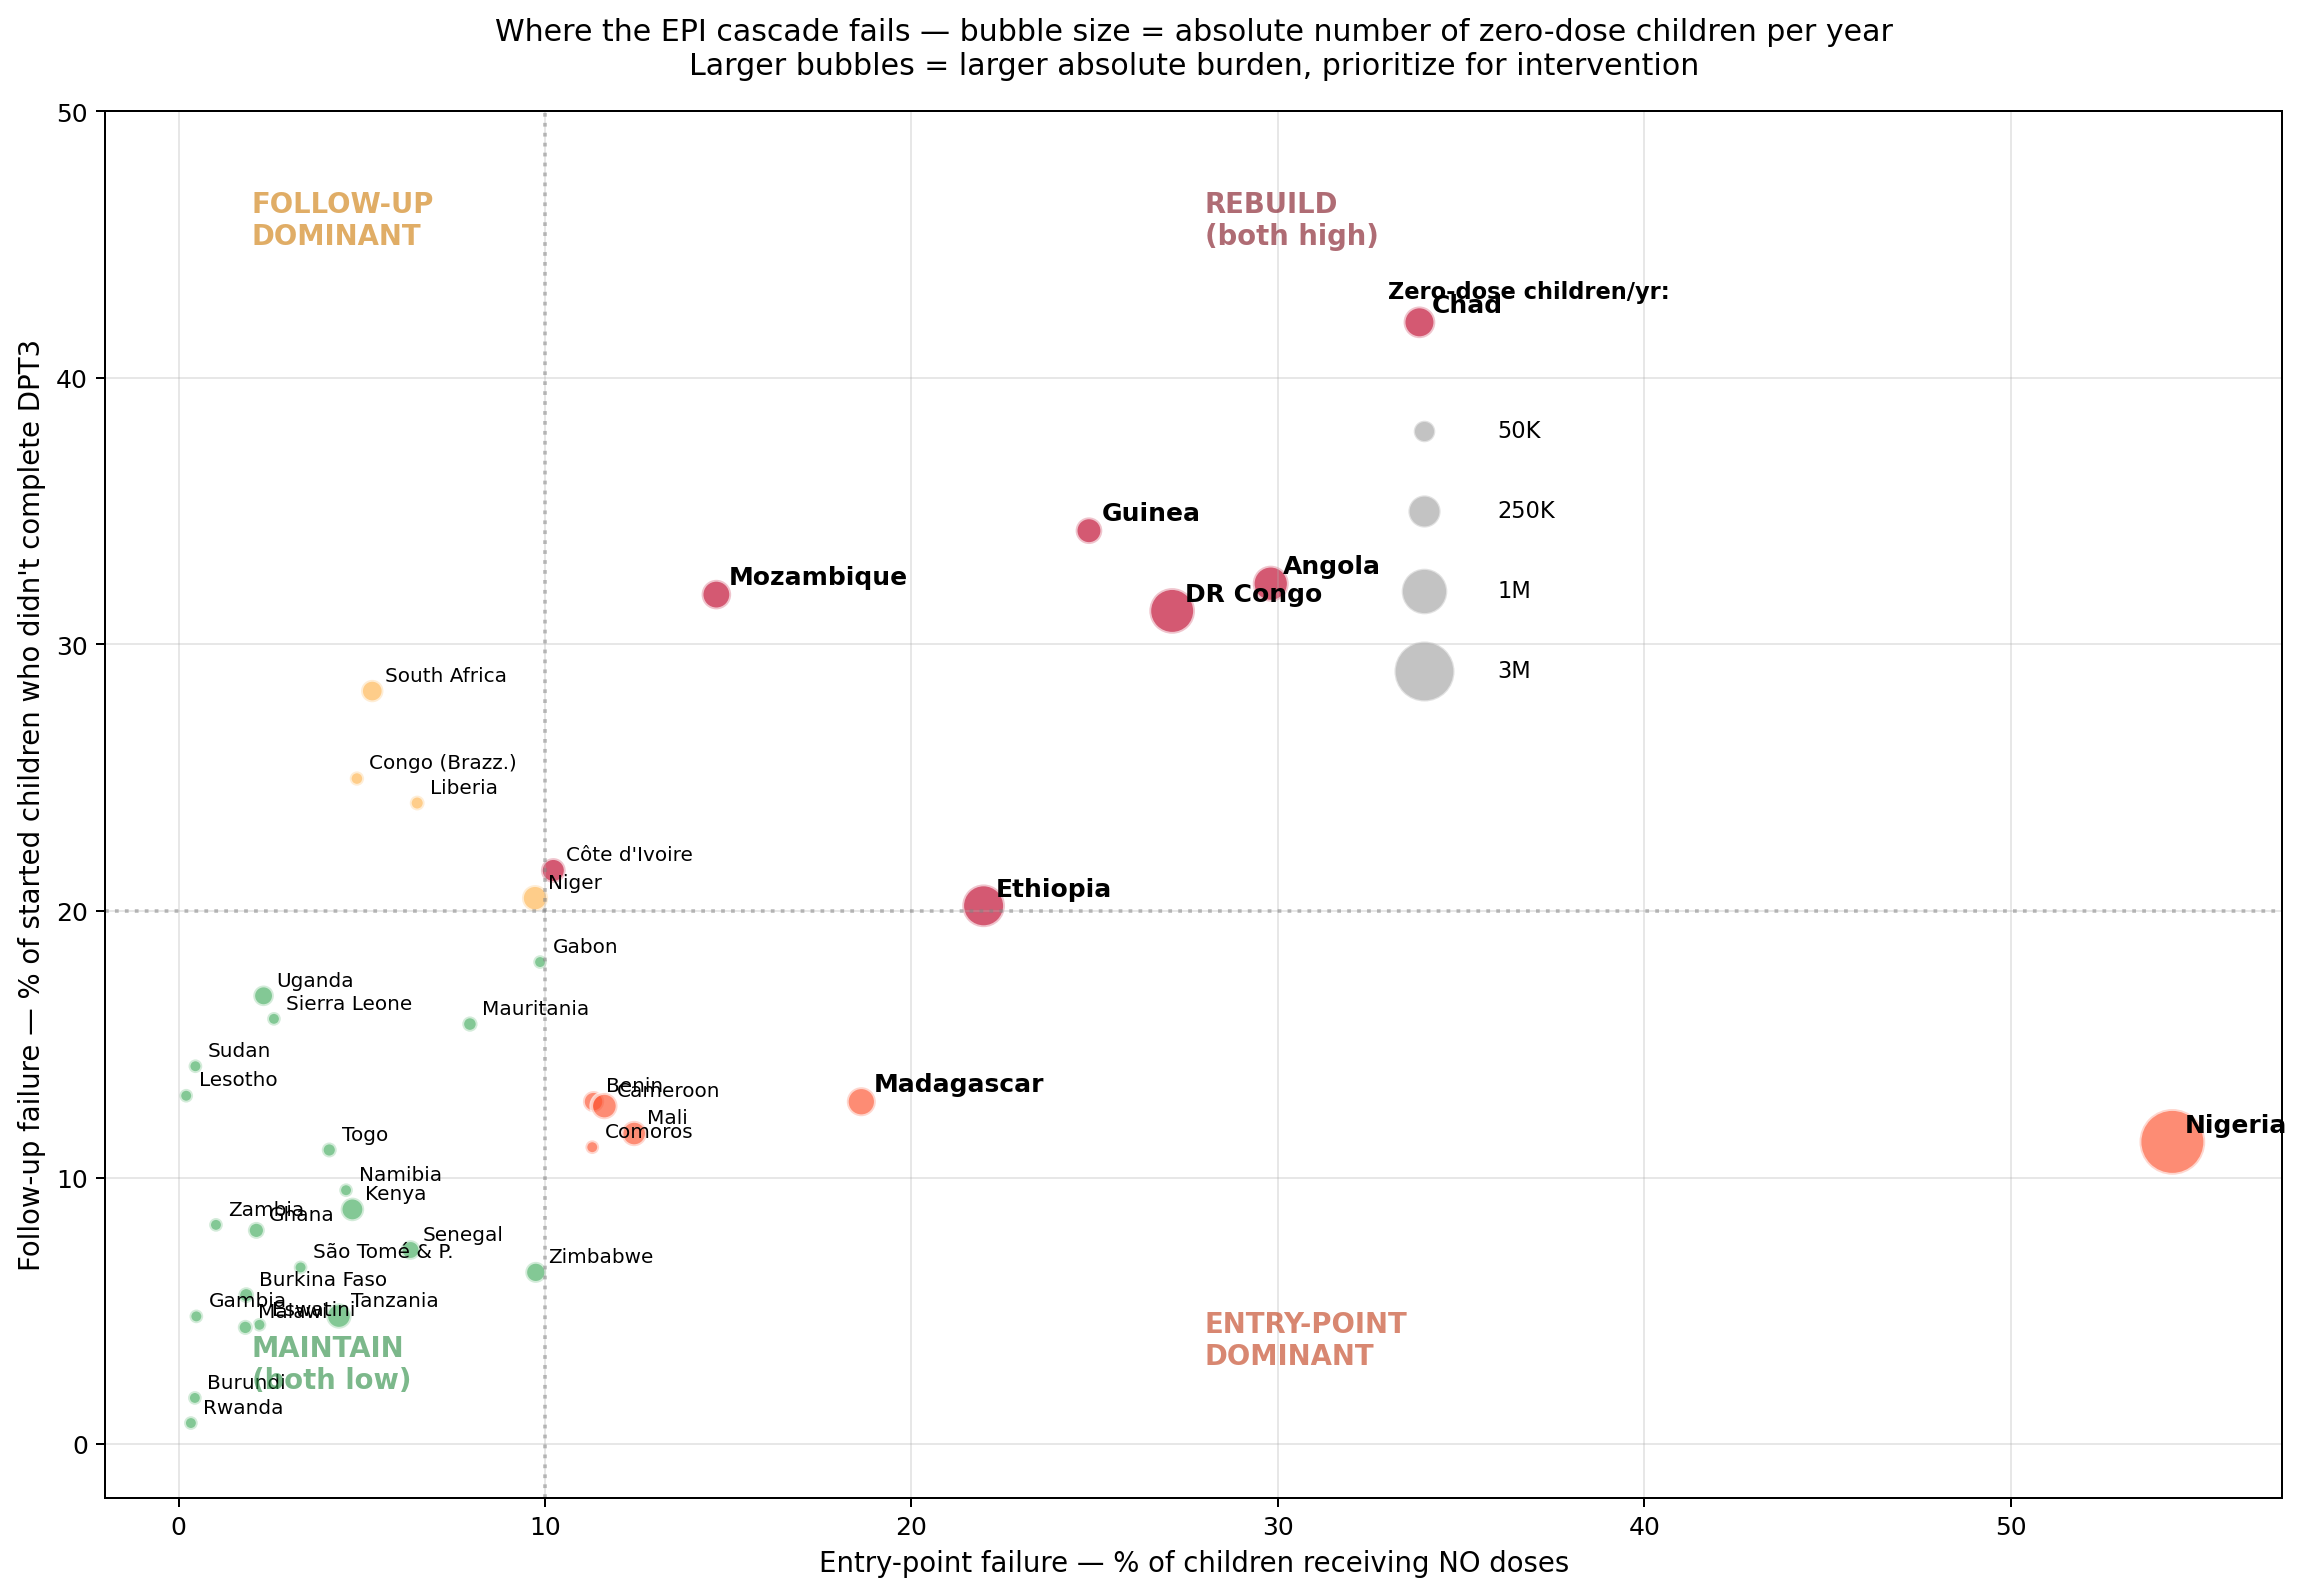 Where the EPI cascade fails — bubble size = absolute number of zero-dose children per year
Larger bubbles = larger absolute burden, prioritize for intervention
50
40
30
20
10
0
Follow-up failure — % of started children who didn't complete DPT3
FOLLOW-UP
DOMINANT
REBUILD
(both high)
Zero-dose children/yr:
Chad
50K
250K
1M
3M
Guinea
Angola
Mozambique
DR Congo
South Africa
Congo (Brazz.)
Liberia
Côte d'Ivoire
Niger
Ethiopia
Gabon
Uganda
Sierra Leone
Mauritania
Sudan
Lesotho
Benin
Cameroon
Madagascar
Mali
Comoros
Nigeria
Togo
Namibia
Kenya
Zambia
Ghana
Senegal
São Tomé & P.
Zimbabwe
Burkina Faso
Gambia
Malawi
Eswatini
Tanzania
MAINTAIN
(both low)
ENTRY-POINT
DOMINANT
Burundi
Rwanda
0
10
20
30
40
50
Entry-point failure — % of children receiving NO doses